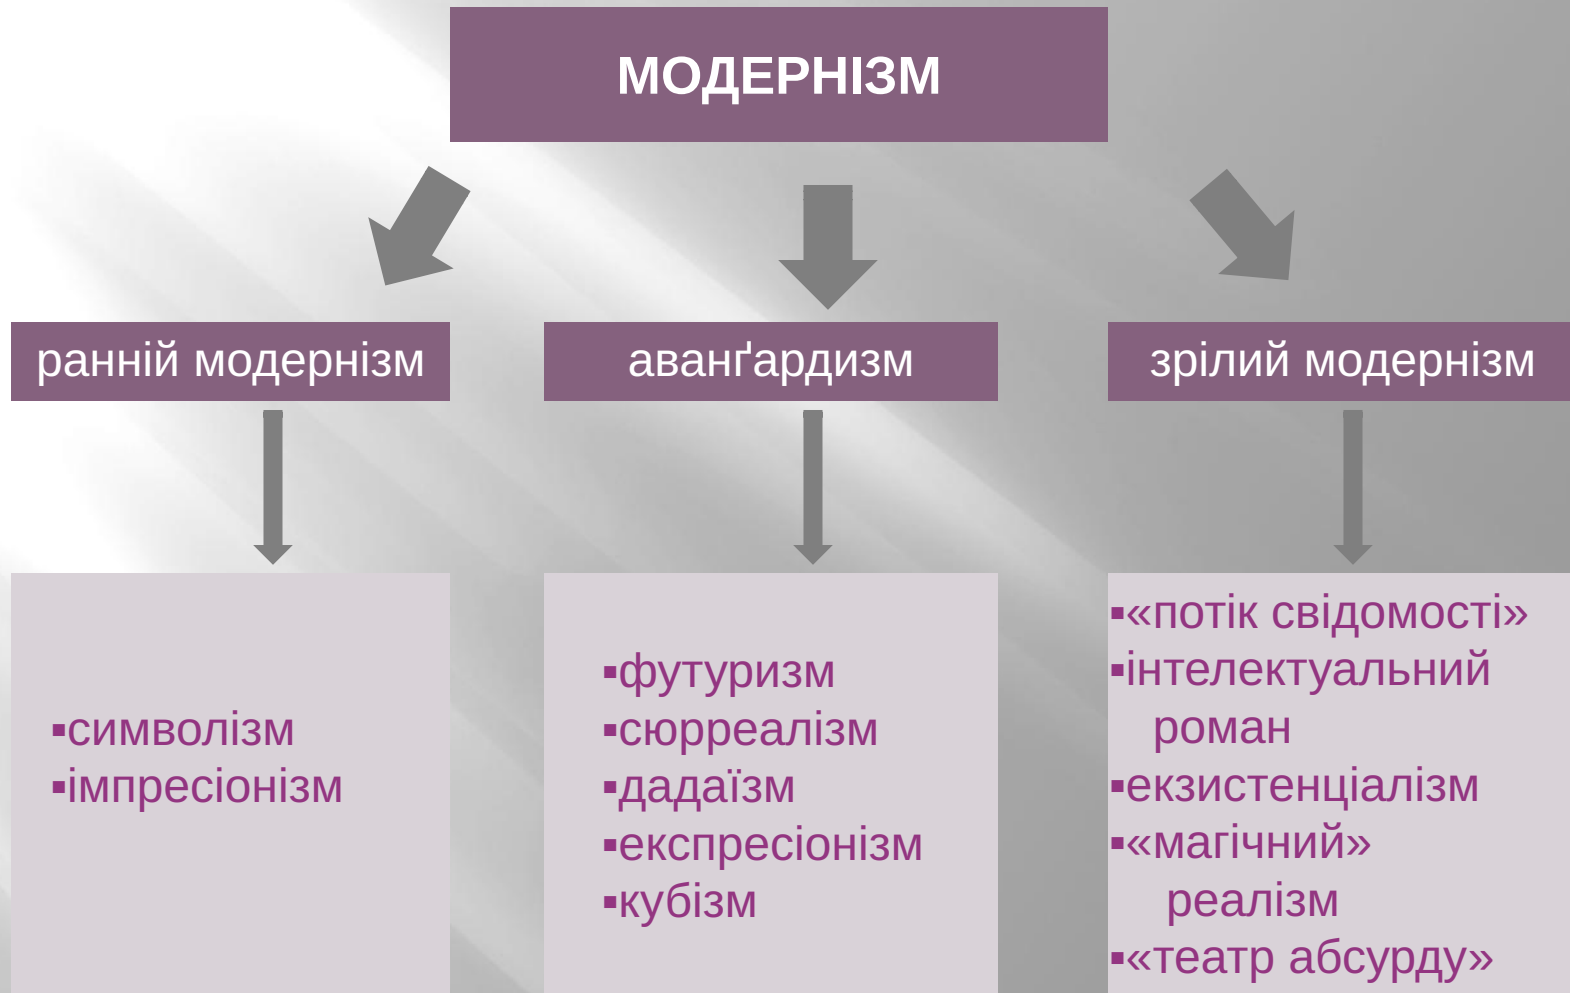 МОДЕРНІЗМ
ранній модернізм
аванґардизм
зрілий модернізм
▪символізм
▪імпресіонізм
▪футуризм
▪сюрреалізм
▪дадаїзм
▪експресіонізм
▪кубізм
▪«потік свідомості»
▪інтелектуальний
роман
▪екзистенціалізм
▪«магічний»
реалізм
▪«театр абсурду»